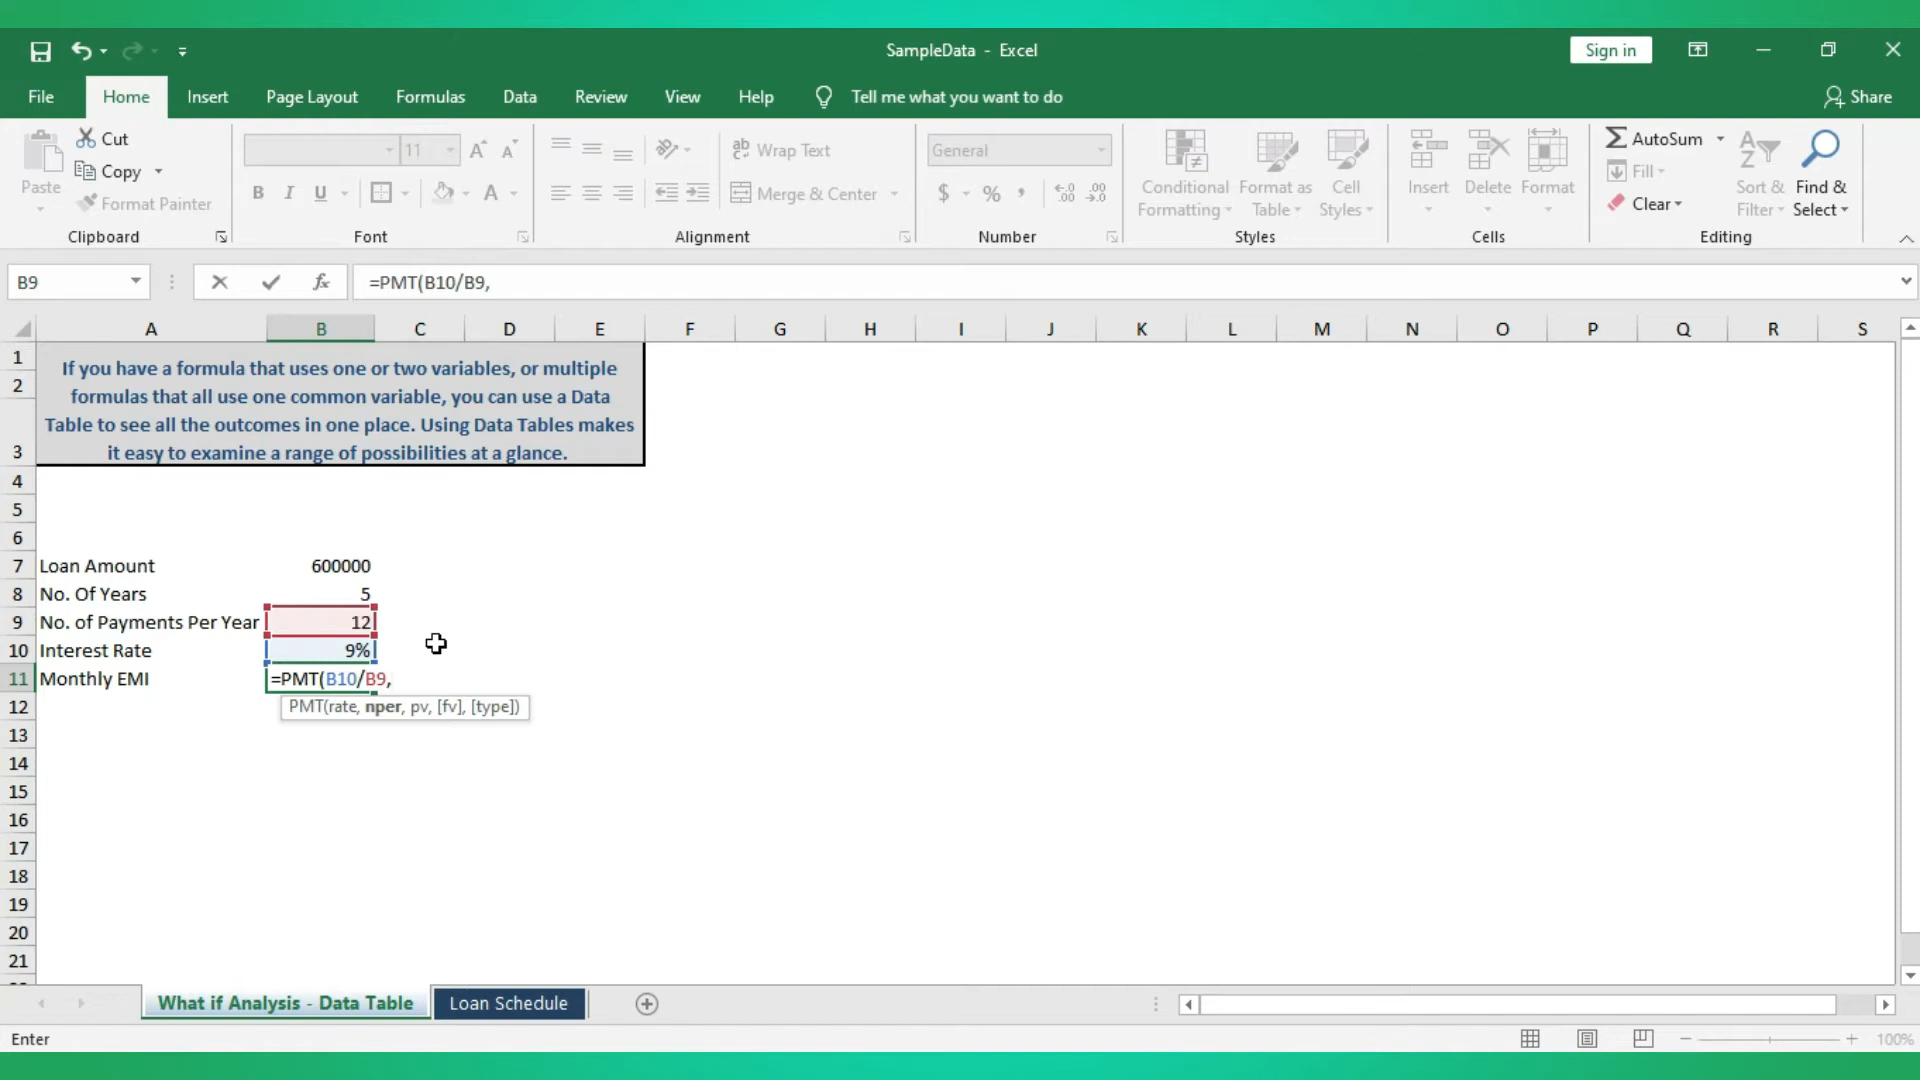 SampleData - Excel
Sign in
File Home Insert Page Layout Formulas Data Review View Help Tell me what you want to do Share
Cut
Copy
Format Painter
Paste
Clipboard
11
B I U A
Font
Wrap Text
Merge & Center
Alignment
General
$ % ,
Number
Conditional Formatting
Format as Table
Cell Styles
Styles
Insert Delete Format
Cells
AutoSum
Fill
Clear
Sort & Filter
Find & Select
Editing
B9 fx =PMT(B10/B9,
A B C D E F G H I J K L M N O P Q R S
1
2
3
If you have a formula that uses one or two variables, or multiple
formulas that all use one common variable, you can use a Data
Table to see all the outcomes in one place. Using Data Tables makes
it easy to examine a range of possibilities at a glance.
4
5
6
7 Loan Amount 600000
8 No. Of Years 5
9 No. of Payments Per Year 12
10 Interest Rate 9%
11 Monthly EMI =PMT(B10/B9,
PMT(rate, nper, pv, [fv], [type])
12
13
14
15
16
17
18
19
20
21
What if Analysis - Data Table Loan Schedule
Enter
100%